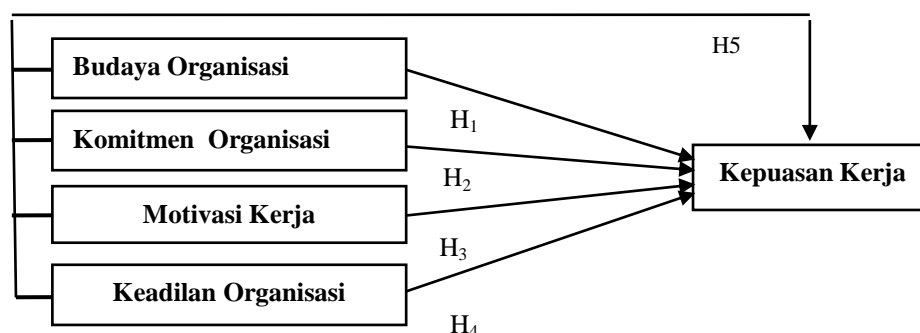 H5
Budaya Organisasi
H1
Komitmen Organisasi
H2
Kepuasan Kerja
Motivasi Kerja
H3
Keadilan Organisasi
H4